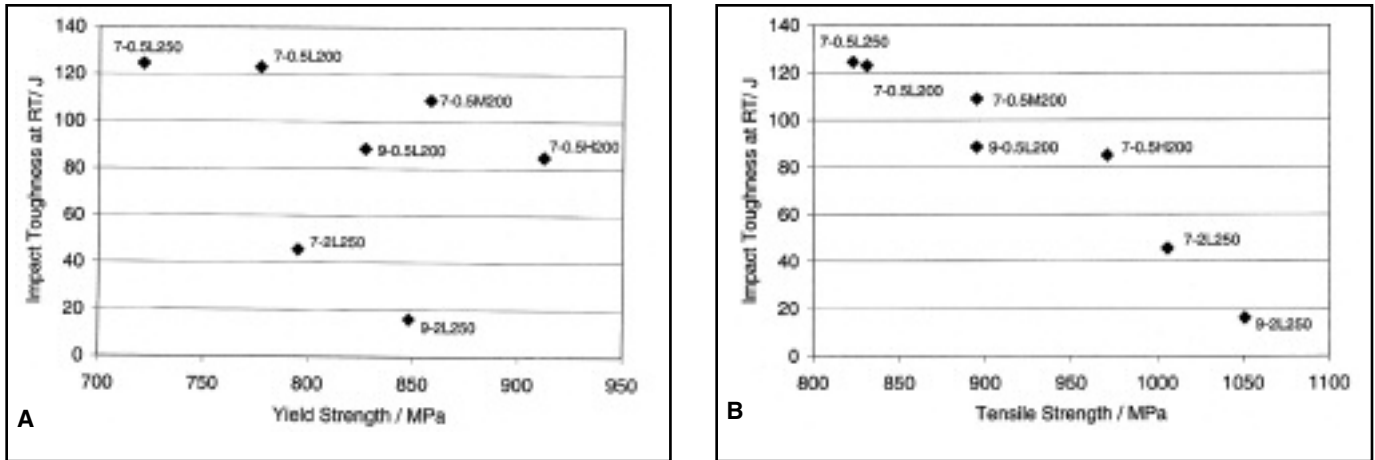 140
120
100
80
60
40
20
0
Impact Toughness at RT/ J
7-0.5L250
7-0.5L200
7-0.5M200
9-0.5L200
7-0.5H200
7-2L250
9-2L250
700 750 800 850 900 950
Yield Strength / MPa
A
140
120
100
80
60
40
20
0
Impact Toughness at RT/ J
7-0.5L250
7-0.5L200
7-0.5M200
9-0.5L200
7-0.5H200
7-2L250
9-2L250
800 850 900 950 1000 1050 1100
Tensile Strength / MPa
B